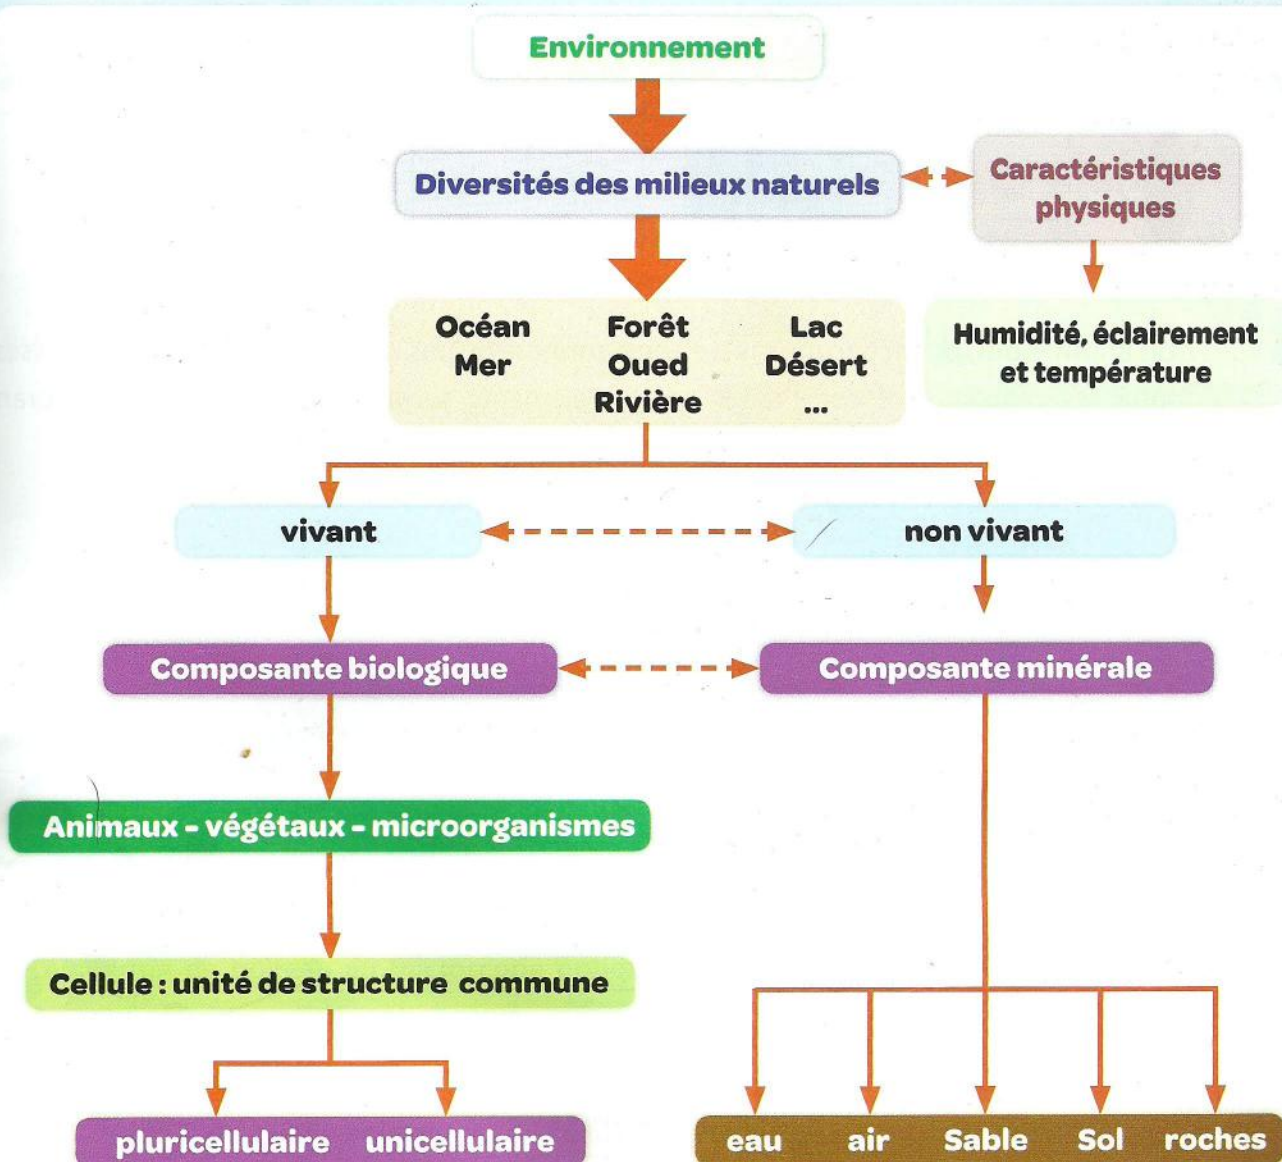 Environnement
Diversités des milieux naturels
Caractéristiques
physiques
Océan Forêt Lac
Mer Oued Désert
Rivière ...
Humidité, éclairement
et température
vivant
non vivant
Composante biologique
Composante minérale
Animaux - végétaux - microorganismes
Cellule : unité de structure commune
pluricellulaire unicellulaire
eau air Sable Sol roches